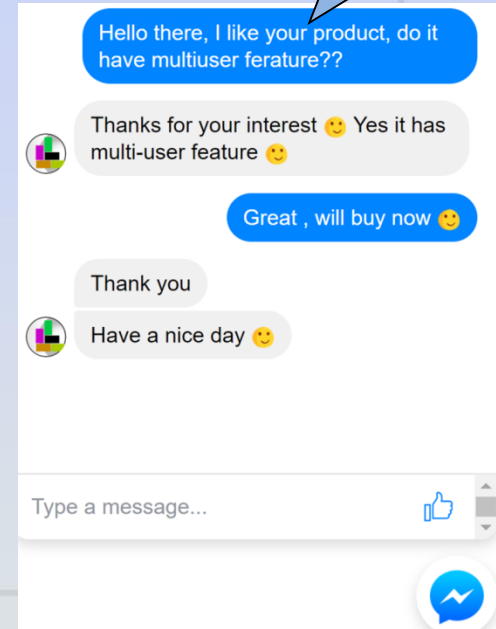 Hello there, I like your product, do it
have multiuser ferature??
Thanks for your interest 🙂 Yes it has
multi-user feature 🙂
Great , will buy now 🙂
Thank you
Have a nice day 🙂
Type a message...